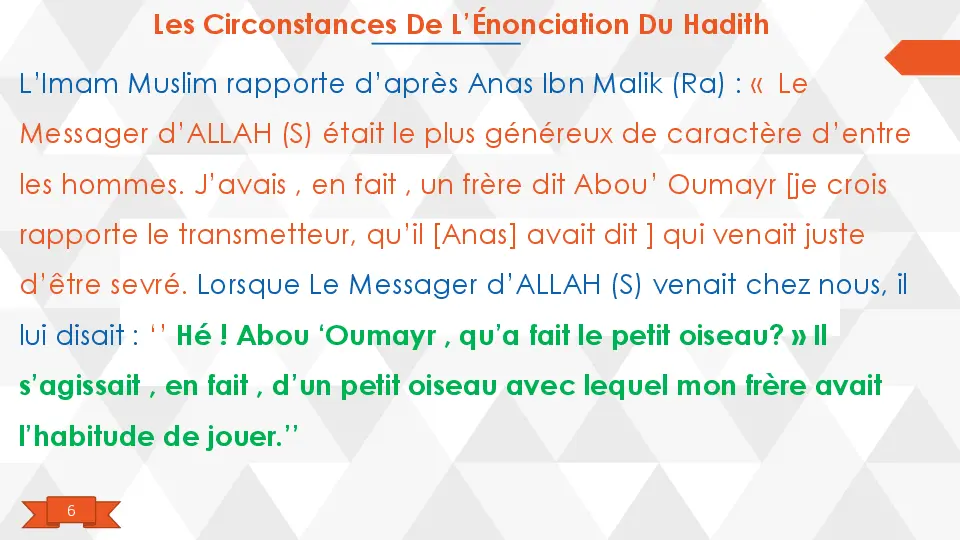 Les Circonstances De L’Énonciation Du Hadith
L’Imam Muslim rapporte d’après Anas Ibn Malik (Ra) : « Le
Messager d’ALLAH (S) était le plus généreux de caractère d’entre
les hommes. J’avais , en fait , un frère dit Abou’ Oumayr [je crois
rapporte le transmetteur, qu’il [Anas] avait dit ] qui venait juste
d’être sevré. Lorsque Le Messager d’ALLAH (S) venait chez nous, il
lui disait : ‘’ Hé ! Abou ‘Oumayr , qu’a fait le petit oiseau? » Il
s’agissait , en fait , d’un petit oiseau avec lequel mon frère avait
l’habitude de jouer.’’
6